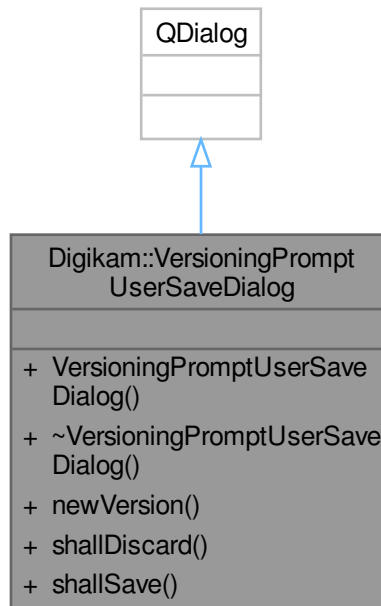 QDialog
Digikam::VersioningPrompt
UserSaveDialog
+ VersioningPromptUserSave
Dialog()
+ ~VersioningPromptUserSave
Dialog()
+ newVersion()
+ shallDiscard()
+ shallSave()